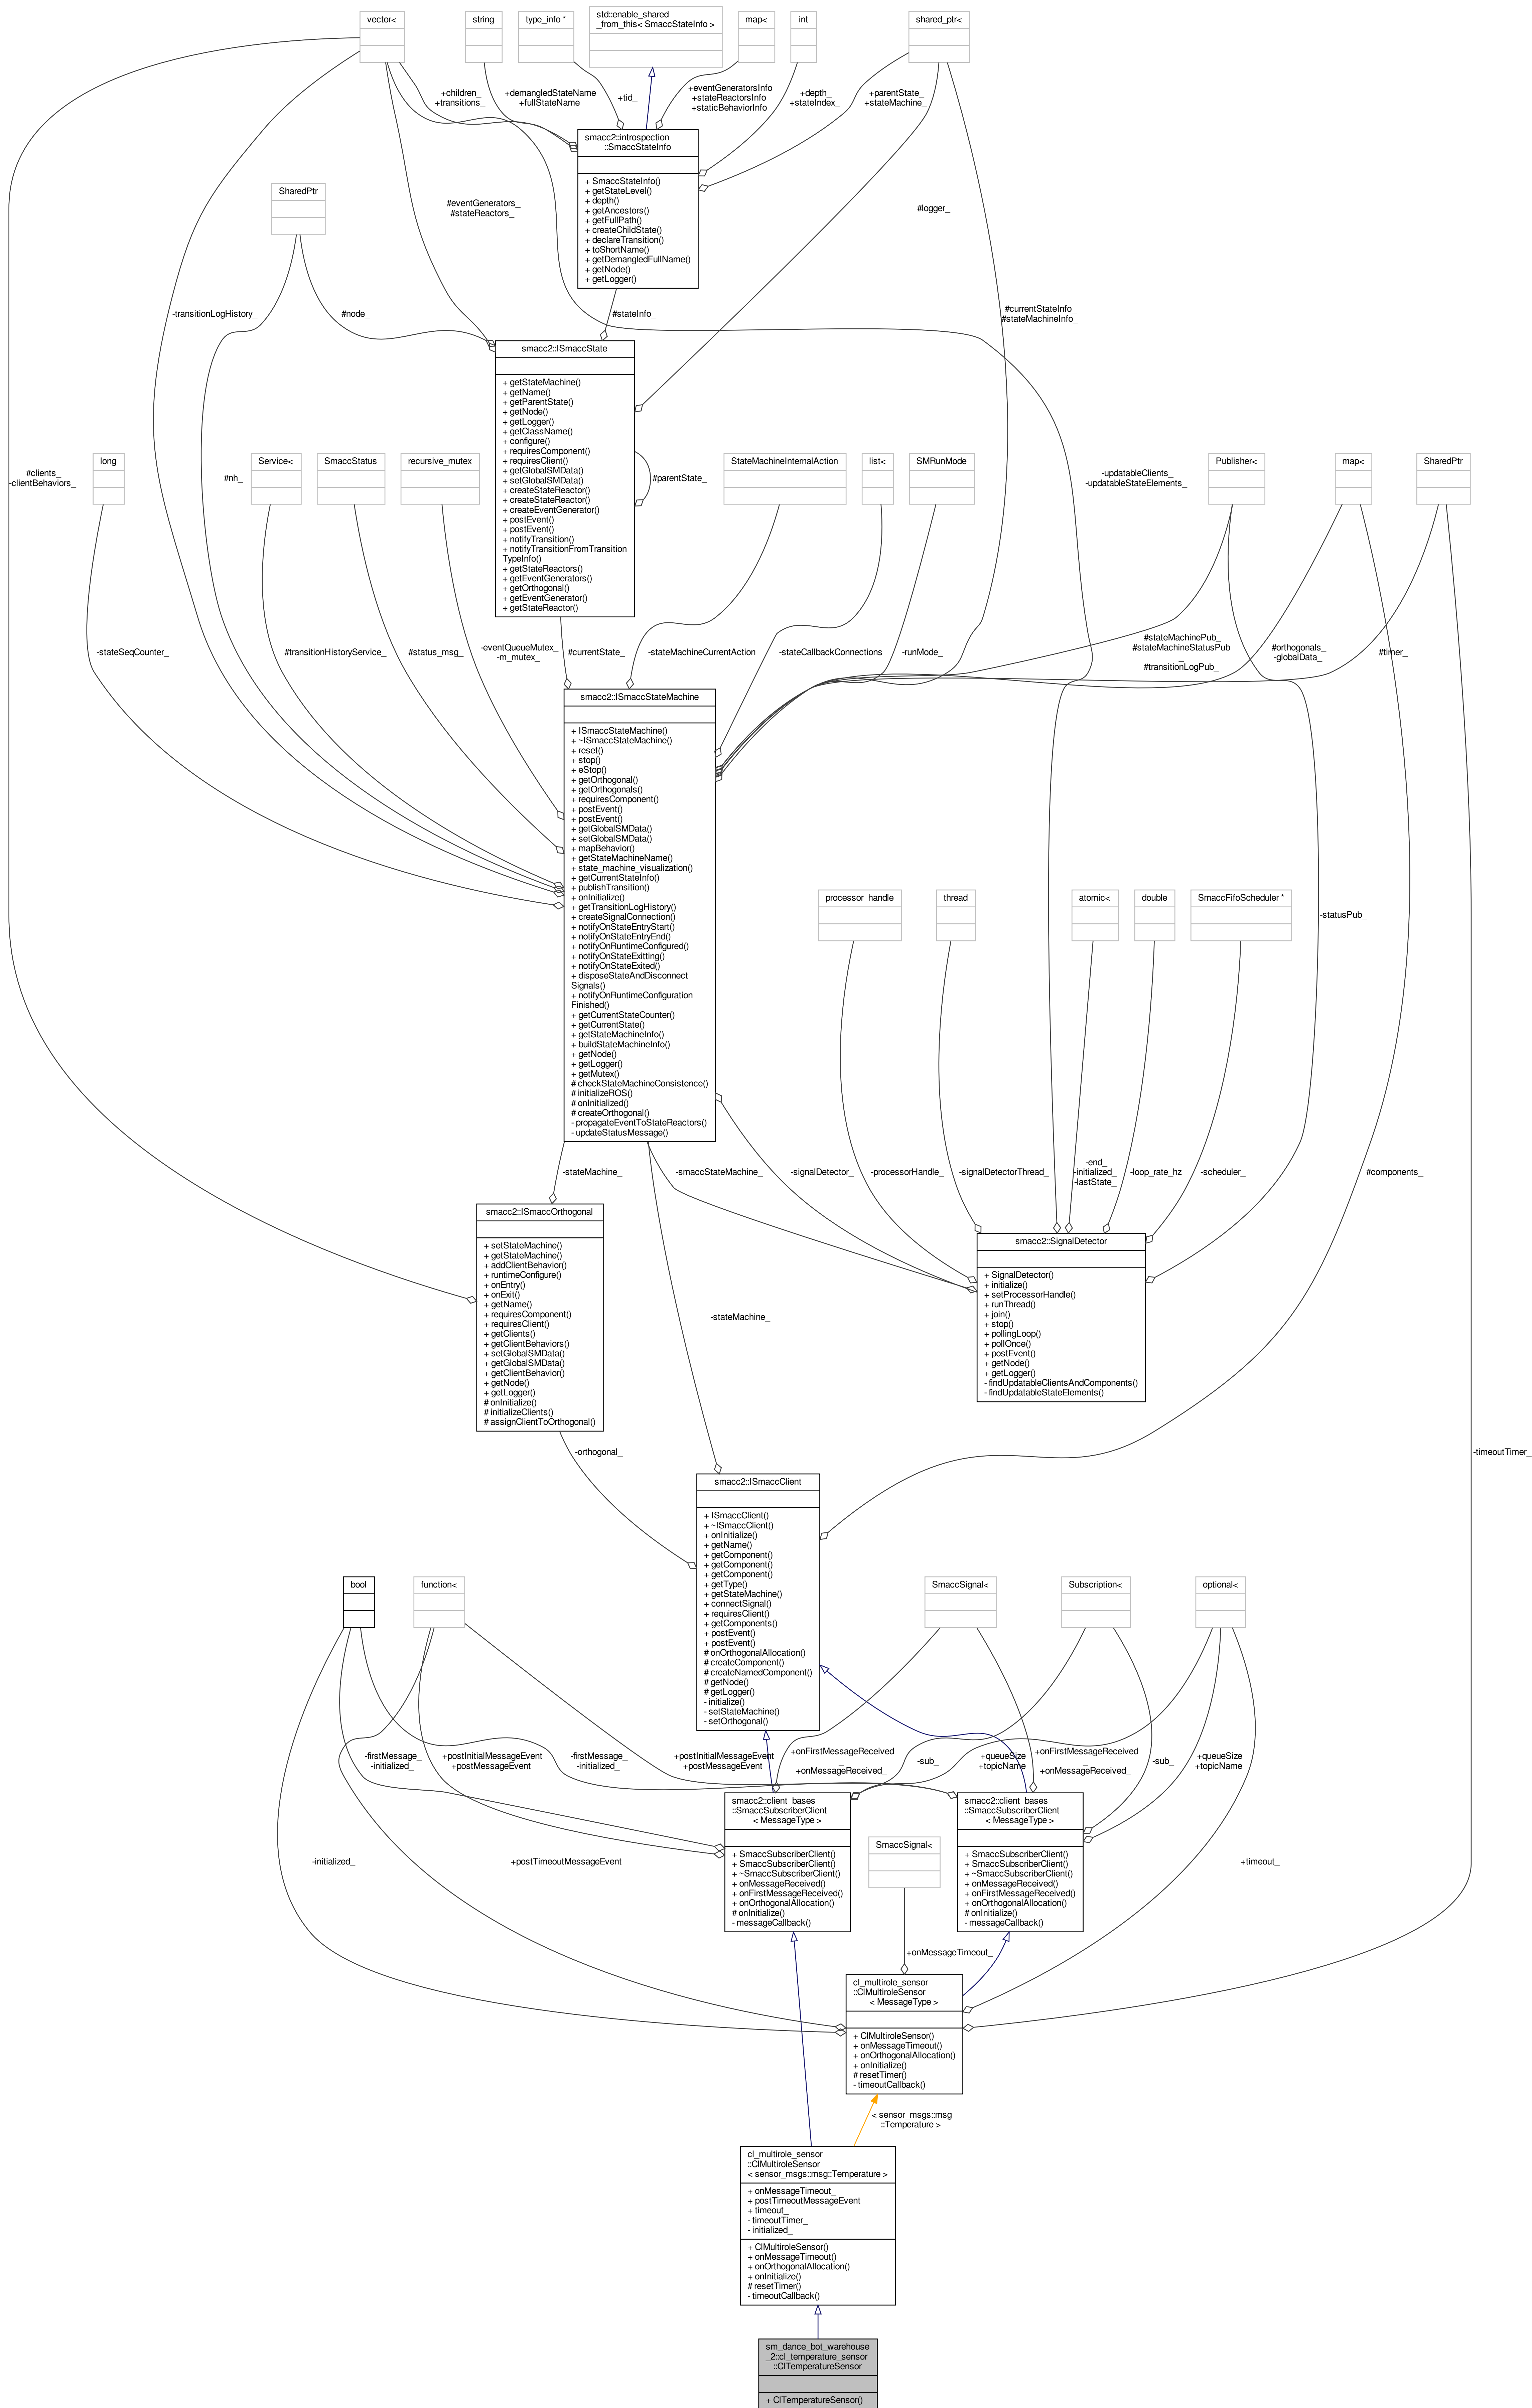 vector<
string
type_info *
std::enable_shared
_from_this< SmaccStateInfo >
map<
int
shared_ptr<
+children_
+transitions_
+demangledStateName
+fullStateName
+tid_
+eventGeneratorsInfo
+stateReactorsInfo
+staticBehaviorInfo
+depth_
+stateIndex_
+parentState_
+stateMachine_
smacc2::introspection
::SmaccStateInfo
+ SmaccStateInfo()
+ getStateLevel()
+ depth()
+ getAncestors()
+ getFullPath()
+ createChildState()
+ declareTransition()
+ toShortName()
+ getDemangledFullName()
+ getNode()
+ getLogger()
SharedPtr
#eventGenerators_
#stateReactors_
#logger_
-transitionLogHistory_
#node_
#stateInfo_
#currentStateInfo_
#stateMachineInfo_
smacc2::ISmaccState
+ getStateMachine()
+ getName()
+ getParentState()
+ getNode()
+ getLogger()
+ getClassName()
+ configure()
+ requiresComponent()
+ requiresClient()
+ getGlobalSMData()
+ setGlobalSMData()
+ createStateReactor()
+ createStateReactor()
+ createEventGenerator()
+ postEvent()
+ postEvent()
+ notifyTransition()
+ notifyTransitionFromTransition
TypeInfo()
+ getStateReactors()
+ getEventGenerators()
+ getOrthogonal()
+ getEventGenerator()
+ getStateReactor()
#parentState_
#clients_
-clientBehaviors_
long
#nh_
Service<
SmaccStatus
recursive_mutex
StateMachineInternalAction
list<
SMRunMode
-updatableClients_
-updatableStateElements_
Publisher<
map<
SharedPtr
-stateSeqCounter_
#transitionHistoryService_
#status_msg_
-eventQueueMutex_
-m_mutex_
#currentState_
-stateMachineCurrentAction
-stateCallbackConnections
-runMode_
#stateMachinePub_
#stateMachineStatusPub
_
#transitionLogPub_
#orthogonals_
-globalData_
#timer_
smacc2::ISmaccStateMachine
+ ISmaccStateMachine()
+ ~ISmaccStateMachine()
+ reset()
+ stop()
+ eStop()
+ getOrthogonal()
+ getOrthogonals()
+ requiresComponent()
+ postEvent()
+ postEvent()
+ getGlobalSMData()
+ setGlobalSMData()
+ mapBehavior()
+ getStateMachineName()
+ state_machine_visualization()
+ getCurrentStateInfo()
+ publishTransition()
+ onInitialize()
+ getTransitionLogHistory()
+ createSignalConnection()
+ notifyOnStateEntryStart()
+ notifyOnStateEntryEnd()
+ notifyOnRuntimeConfigured()
+ notifyOnStateExitting()
+ notifyOnStateExited()
+ disposeStateAndDisconnect
Signals()
+ notifyOnRuntimeConfiguration
Finished()
+ getCurrentStateCounter()
+ getCurrentState()
+ getStateMachineInfo()
+ buildStateMachineInfo()
+ getNode()
+ getLogger()
+ getMutex()
# checkStateMachineConsistence()
# initializeROS()
# onInitialized()
# createOrthogonal()
- propagateEventToStateReactors()
- updateStatusMessage()
processor_handle
thread
atomic<
double
SmaccFifoScheduler *
-statusPub_
-stateMachine_
-smaccStateMachine_
-signalDetector_
-processorHandle_
-signalDetectorThread_
-end_
-initialized_
-lastState_
-loop_rate_hz
-scheduler_
#components_
smacc2::ISmaccOrthogonal
+ setStateMachine()
+ getStateMachine()
+ addClientBehavior()
+ runtimeConfigure()
+ onEntry()
+ onExit()
+ getName()
+ requiresComponent()
+ requiresClient()
+ getClients()
+ getClientBehaviors()
+ setGlobalSMData()
+ getGlobalSMData()
+ getClientBehavior()
+ getNode()
+ getLogger()
# onInitialize()
# initializeClients()
# assignClientToOrthogonal()
smacc2::SignalDetector
+ SignalDetector()
+ initialize()
+ setProcessorHandle()
+ runThread()
+ join()
+ stop()
+ pollingLoop()
+ pollOnce()
+ postEvent()
+ getNode()
+ getLogger()
- findUpdatableClientsAndComponents()
- findUpdatableStateElements()
-stateMachine_
-orthogonal_
-timeoutTimer_
smacc2::ISmaccClient
+ ISmaccClient()
+ ~ISmaccClient()
+ onInitialize()
+ getName()
+ getComponent()
+ getComponent()
+ getComponent()
+ getType()
+ getStateMachine()
+ connectSignal()
+ requiresClient()
+ getComponents()
+ postEvent()
+ postEvent()
# onOrthogonalAllocation()
# createComponent()
# createNamedComponent()
# getNode()
# getLogger()
- initialize()
- setStateMachine()
- setOrthogonal()
bool
function<
SmaccSignal<
Subscription<
optional<
-firstMessage_
-initialized_
+postInitialMessageEvent
+postMessageEvent
-firstMessage_
-initialized_
+postInitialMessageEvent
+postMessageEvent
+onFirstMessageReceived
_
+onMessageReceived_
-sub_
+queueSize
+topicName
+onFirstMessageReceived
_
+onMessageReceived_
-sub_
+queueSize
+topicName
smacc2::client_bases
::SmaccSubscriberClient
< MessageType >
+ SmaccSubscriberClient()
+ SmaccSubscriberClient()
+ ~SmaccSubscriberClient()
+ onMessageReceived()
+ onFirstMessageReceived()
+ onOrthogonalAllocation()
# onInitialize()
- messageCallback()
smacc2::client_bases
::SmaccSubscriberClient
< MessageType >
+ SmaccSubscriberClient()
+ SmaccSubscriberClient()
+ ~SmaccSubscriberClient()
+ onMessageReceived()
+ onFirstMessageReceived()
+ onOrthogonalAllocation()
# onInitialize()
- messageCallback()
SmaccSignal<
-initialized_
+postTimeoutMessageEvent
+timeout_
+onMessageTimeout_
cl_multirole_sensor
::ClMultiroleSensor
< MessageType >
+ ClMultiroleSensor()
+ onMessageTimeout()
+ onOrthogonalAllocation()
+ onInitialize()
# resetTimer()
- timeoutCallback()
< sensor_msgs::msg
::Temperature >
cl_multirole_sensor
::ClMultiroleSensor
< sensor_msgs::msg::Temperature >
+ onMessageTimeout_
+ postTimeoutMessageEvent
+ timeout_
- timeoutTimer_
- initialized_
+ ClMultiroleSensor()
+ onMessageTimeout()
+ onOrthogonalAllocation()
+ onInitialize()
# resetTimer()
- timeoutCallback()
sm_dance_bot_warehouse
_2::cl_temperature_sensor
::ClTemperatureSensor
+ ClTemperatureSensor()